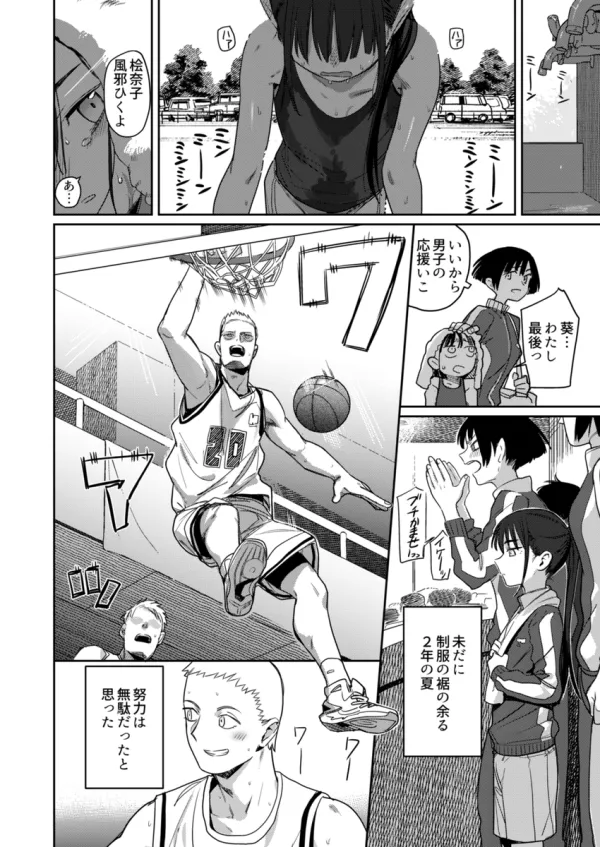 ハァ
ハァ
ミーン
ミーン
ミンミンミン
ミーン
ミーン
ミンミンミン
桧奈子
風邪ひくよ
あ…
葵…
わたし
最後っ
いいから
男子の
応援いこ
ブチかませーっ
イケーッ
ワァ
ワァ
未だに
制服の裾の余る
2年の夏
努力は
無駄だったと
思った